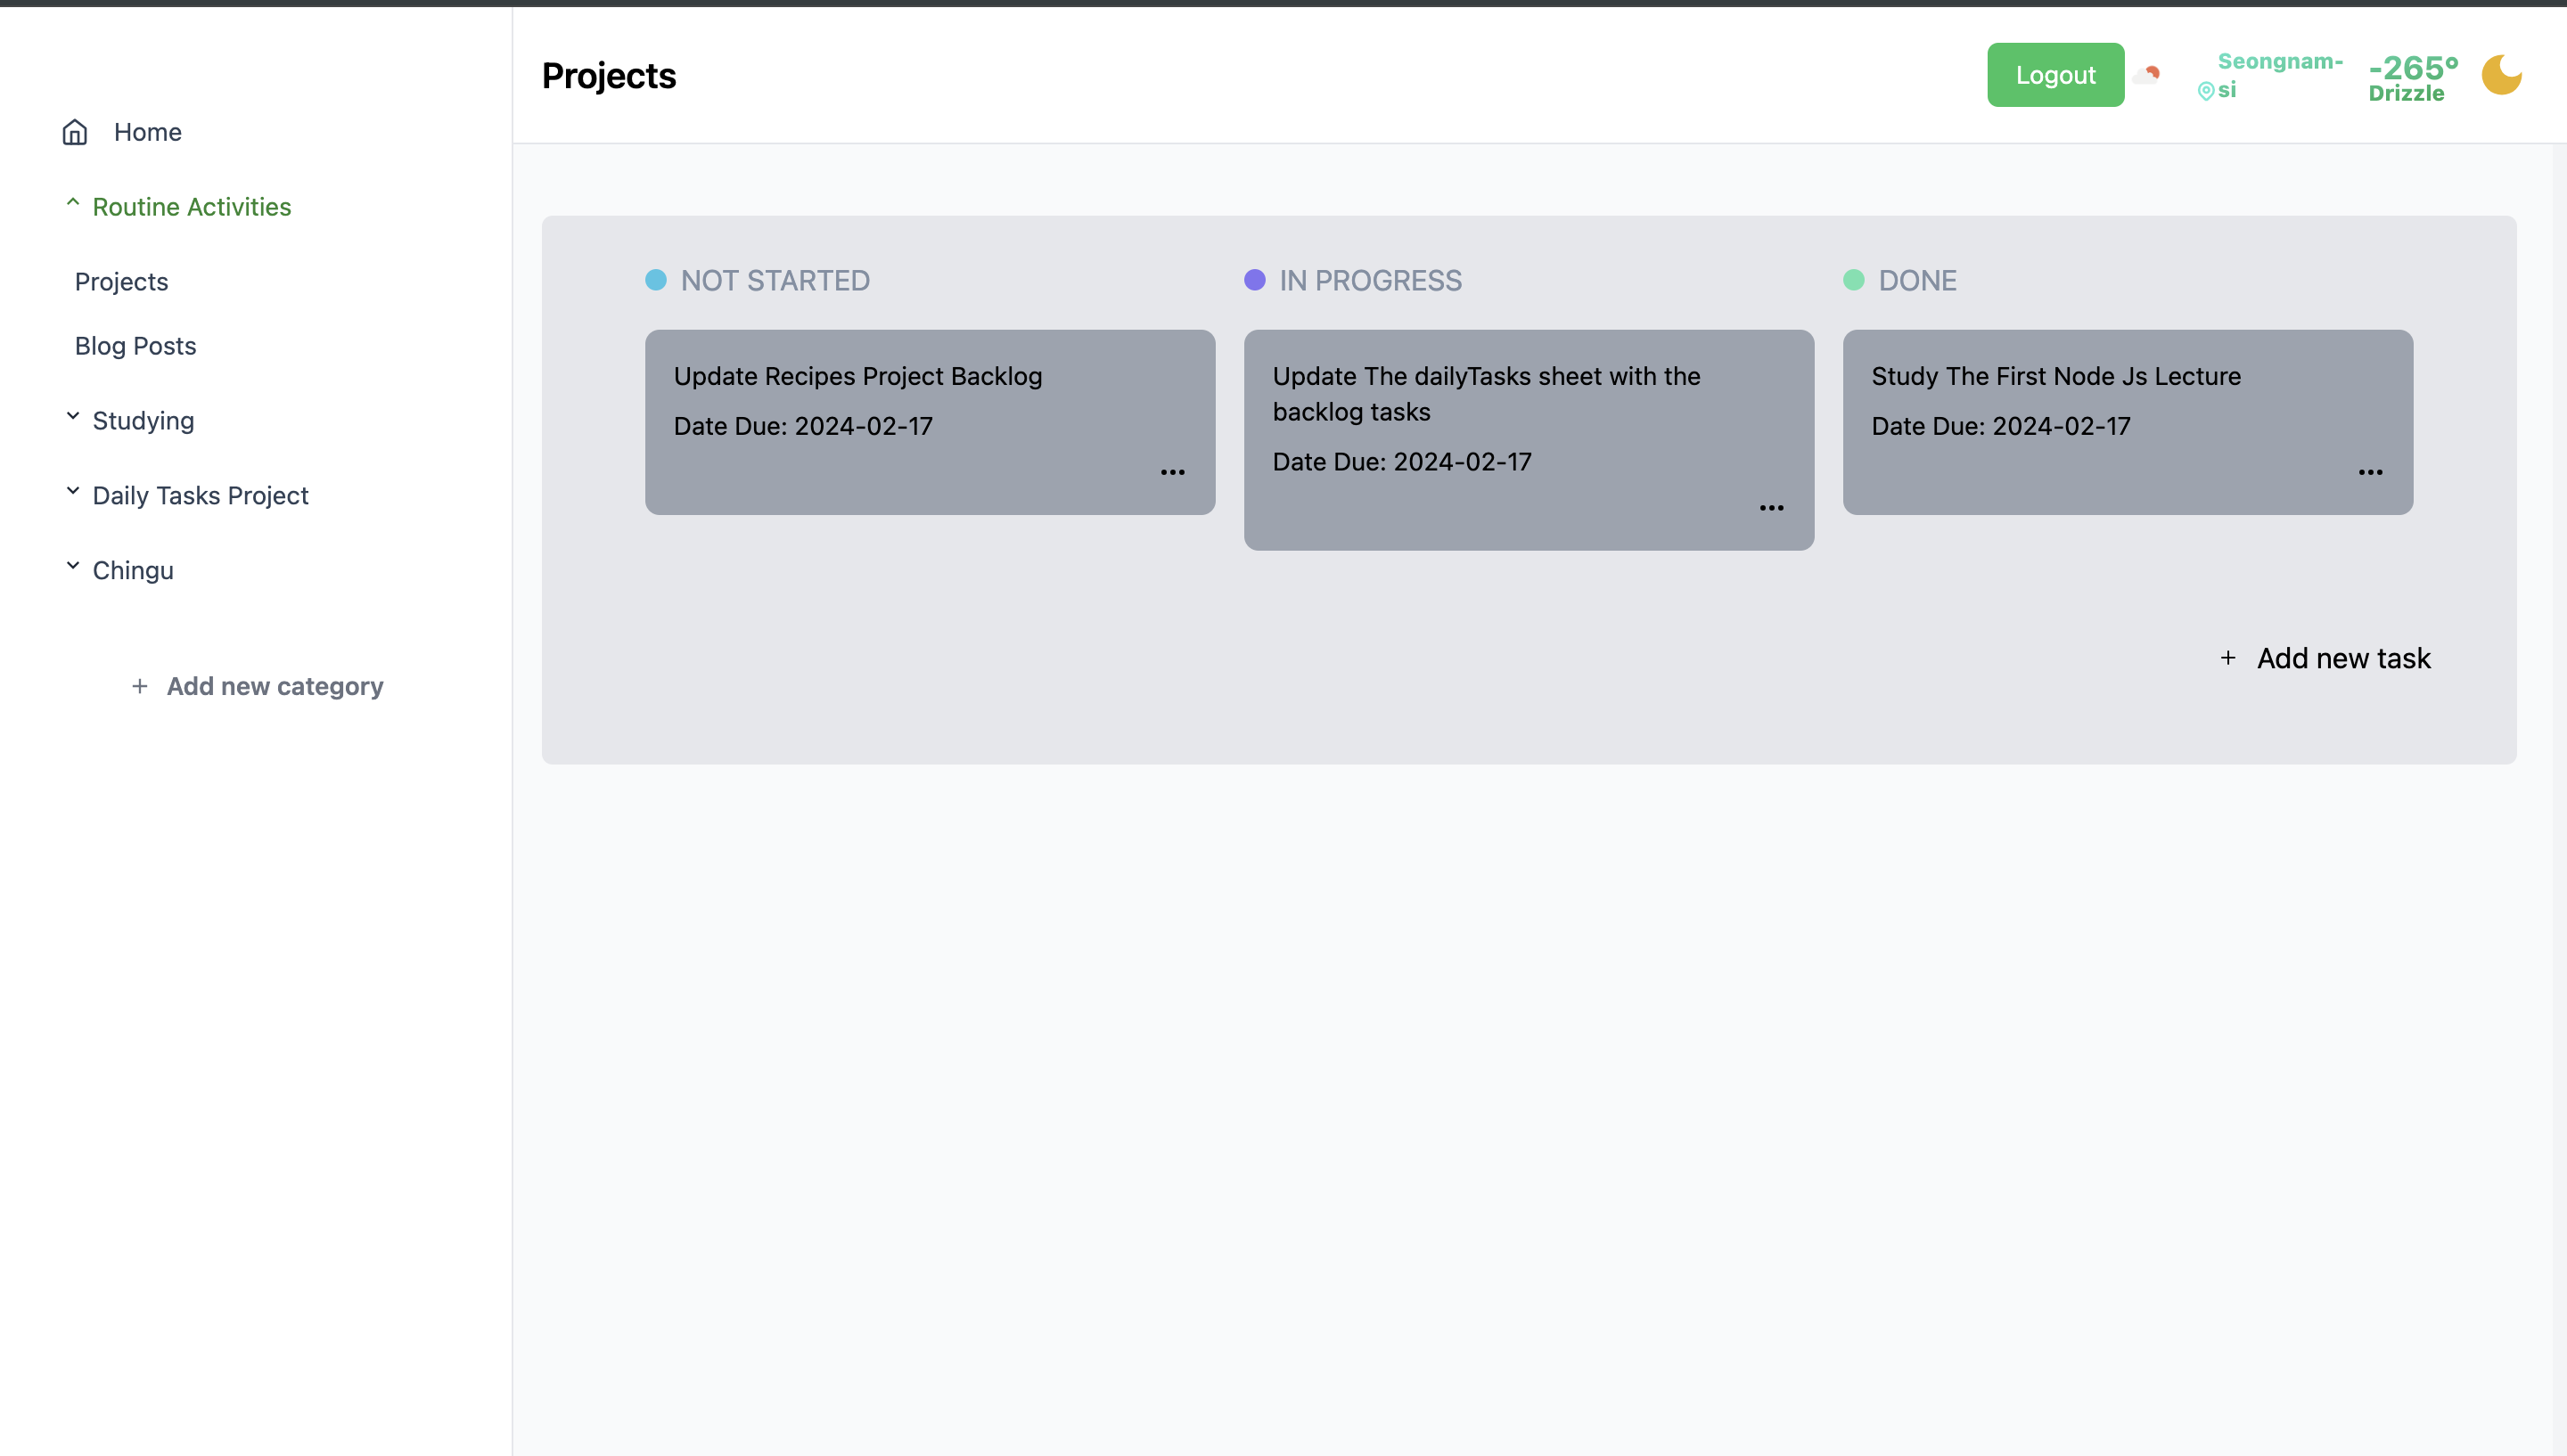 Projects
Logout
Seongnam-
si
-265°
Drizzle
Home
Routine Activities
Projects
Blog Posts
Studying
Daily Tasks Project
Chingu
+ Add new category
NOT STARTED
Update Recipes Project Backlog
Date Due: 2024-02-17
...
IN PROGRESS
Update The dailyTasks sheet with the
backlog tasks
Date Due: 2024-02-17
...
DONE
Study The First Node Js Lecture
Date Due: 2024-02-17
...
+ Add new task